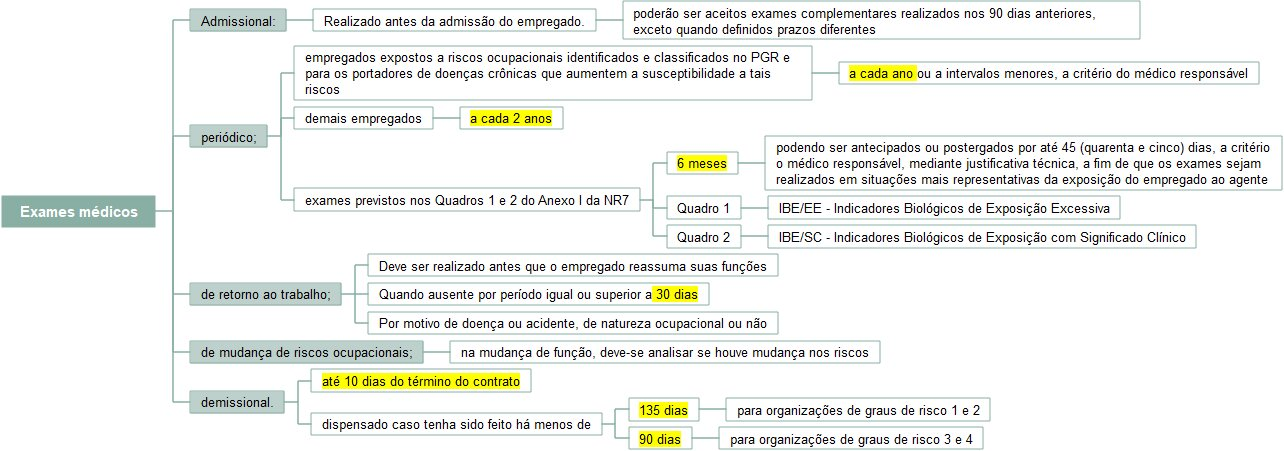 Exames médicos
Admissional:
Realizado antes da admissão do empregado.
poderão ser aceitos exames complementares realizados nos 90 dias anteriores,
exceto quando definidos prazos diferentes
periódico;
empregados expostos a riscos ocupacionais identificados e classificados no PGR e
para os portadores de doenças crônicas que aumentem a susceptibilidade a tais
riscos
a cada ano ou a intervalos menores, a critério do médico responsável
demais empregados
a cada 2 anos
exames previstos nos Quadros 1 e 2 do Anexo I da NR7
6 meses
podendo ser antecipados ou postergados por até 45 (quarenta e cinco) dias, a critério
o médico responsável, mediante justificativa técnica, a fim de que os exames sejam
realizados em situações mais representativas da exposição do empregado ao agente
Quadro 1
IBE/EE - Indicadores Biológicos de Exposição Excessiva
Quadro 2
IBE/SC - Indicadores Biológicos de Exposição com Significado Clínico
de retorno ao trabalho;
Deve ser realizado antes que o empregado reassuma suas funções
Quando ausente por período igual ou superior a 30 dias
Por motivo de doença ou acidente, de natureza ocupacional ou não
de mudança de riscos ocupacionais;
na mudança de função, deve-se analisar se houve mudança nos riscos
demissional.
até 10 dias do término do contrato
dispensado caso tenha sido feito há menos de
135 dias
para organizações de graus de risco 1 e 2
90 dias
para organizações de graus de risco 3 e 4